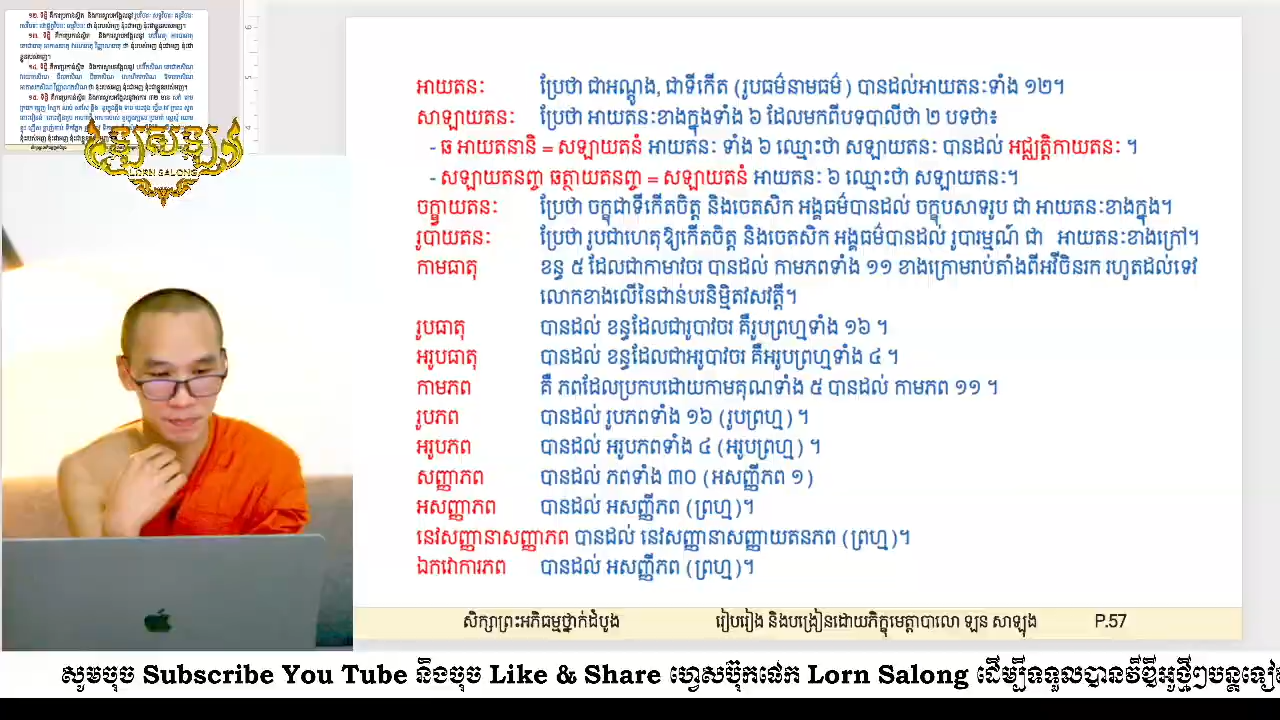 អាយតនៈ ប្រែថា ជាអណ្តូង, ជាទីកើត (រូបធម៌នាមធម៌) បានដល់អាយតនៈទាំង ១២។
សាឡាយតនៈ ប្រែថា អាយតនៈខាងក្នុងទាំង ៦ ដែលមកពីបទបាលីថា ២ បទថា៖
- ឆ អាយតនានិ = សឡាយតនំ អាយតនៈ ទាំង ៦ ឈ្មោះថា សឡាយតនៈ បានដល់ អជ្ឈត្តិកាយតនៈ ។
- សឡាយតនញ្ច ឆត្ថាយតនញ្ច = សឡាយតនំ អាយតនៈ ៦ ឈ្មោះថា សឡាយតនៈ។
ចក្ខ្វាយតនៈ ប្រែថា ចក្ខុជាទីកើតចិត្ត និងចេតសិក អង្គធម៌បានដល់ ចក្ខុបសាទរូប ជា អាយតនៈខាងក្នុង។
រូបាយតនៈ ប្រែថា រូបជាហេតុឱ្យកើតចិត្ត និងចេតសិក អង្គធម៌បានដល់ រូបារម្មណ៍ ជា អាយតនៈខាងក្រៅ។
កាមធាតុ ខន្ធ ៥ ដែលជាកាមាវចរ បានដល់ កាមភពទាំង ១១ ខាងក្រោមរាប់តាំងពីអវីចិនរក រហូតដល់ទេវ
លោកខាងលើនៃជាន់បរនិម្មិតវសវត្តី។
រូបធាតុ បានដល់ ខន្ធដែលជារូបាវចរ គឺរូបព្រហ្មទាំង ១៦ ។
អរូបធាតុ បានដល់ ខន្ធដែលជាអរូបាវចរ គឺអរូបព្រហ្មទាំង ៤ ។
កាមភព គឺ ភពដែលប្រកបដោយកាមគុណទាំង ៥ បានដល់ កាមភព ១១ ។
រូបភព បានដល់ រូបភពទាំង ១៦ (រូបព្រហ្ម) ។
អរូបភព បានដល់ អរូបភពទាំង ៤ (អរូបព្រហ្ម) ។
សញ្ញាភព បានដល់ ភពទាំង ៣០ (អសញ្ញីភព ១)
អសញ្ញាភព បានដល់ អសញ្ញីភព (ព្រហ្ម)។
នេវសញ្ញានាសញ្ញាភព បានដល់ នេវសញ្ញានាសញ្ញាយតនភព (ព្រហ្ម)។
ឯកវោការភព បានដល់ អសញ្ញីភព (ព្រហ្ម)។
សិក្សាព្រះអភិធម្មថ្នាក់ដំបូង រៀបរៀង និងបង្រៀនដោយភិក្ខុមេត្តាបាលោ ឡន សាឡុង P.57
ឡន សាឡុង
LORN SALONG
សូមចុច Subscribe You Tube និងចុច Like & Share ហ្វេសប៊ុកផេក Lorn Salong ដើម្បីទទួលបានវីឌីអូថ្មីៗបន្តទៀ